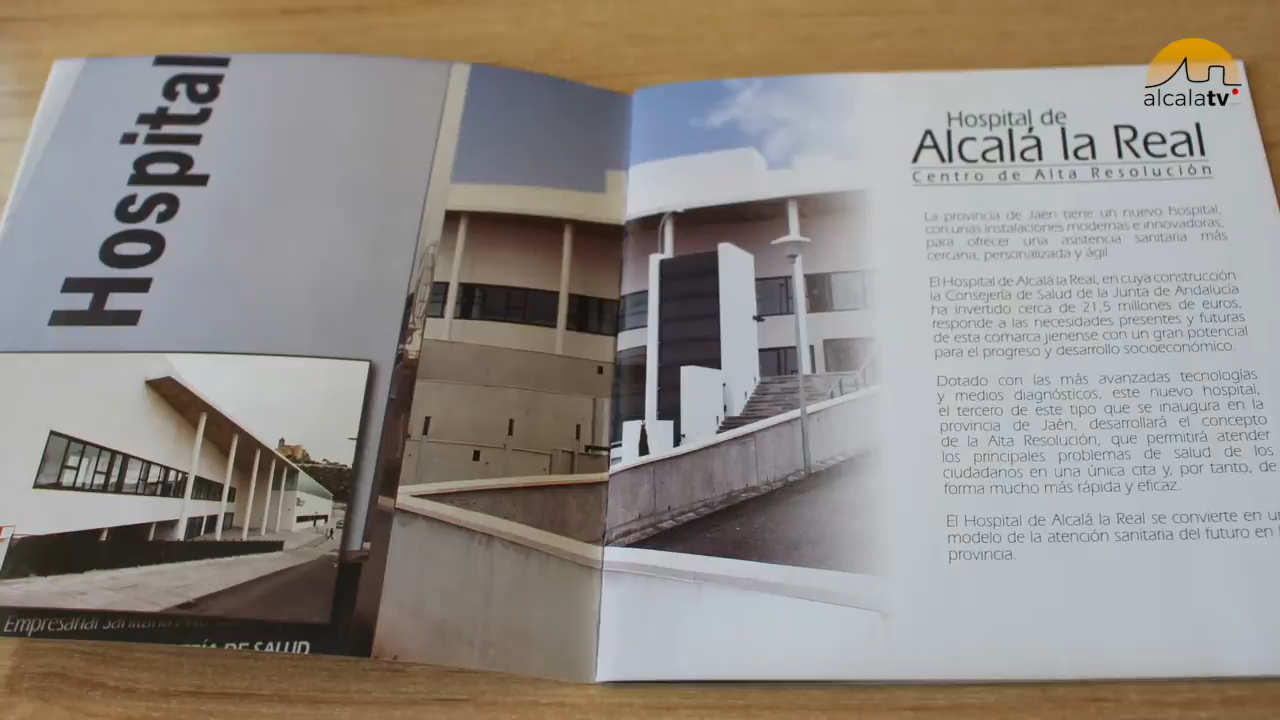 Hospital
Empresarial Sanitaria
DE SALUD
alcalatv
Hospital de
Alcalá la Real
Centro de Alta Resolución
La provincia de Jaén tiene un nuevo hospital,
con unas instalaciones modernas e innovadoras,
para ofrecer una asistencia sanitaria más
cercana, personalizada y ágil.
El Hospital de Alcalá la Real, en cuya construcción
la Consejería de Salud de la Junta de Andalucía
ha invertido cerca de 21,5 millones de euros,
responde a las necesidades presentes y futuras
de esta comarca jienense con un gran potencial
para el progreso y desarrollo socioeconómico.
Dotado con las más avanzadas tecnologías
y medios diagnósticos, este nuevo hospital,
el tercero de este tipo que se inaugura en la
provincia de Jaén, desarrollará el concepto
de la Alta Resolución, que permitirá atender
los principales problemas de salud de los
ciudadanos en una única cita y, por tanto, de
forma mucho más rápida y eficaz.
El Hospital de Alcalá la Real se convierte en un
modelo de la atención sanitaria del futuro en
provincia.